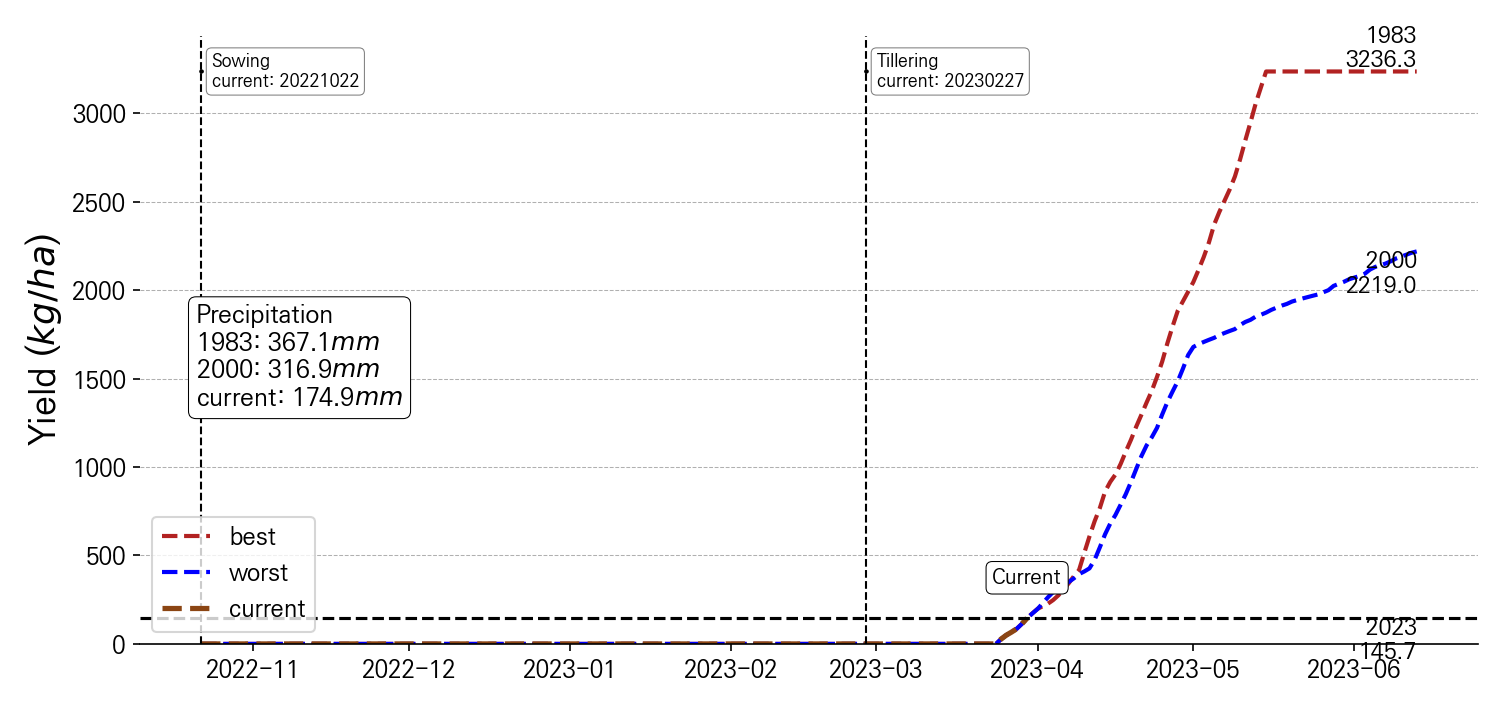 1983
3236.3
Sowing
current: 20221022
Tillering
current: 20230227
3000
2500
2000
1500
1000
500
0
Yield (kg/ha)
2000
2219.0
Precipitation
1983: 367.1mm
2000: 316.9mm
current: 174.9mm
best
worst
current
Current
2023
145.7
2022−11
2022−12
2023−01
2023−02
2023−03
2023−04
2023−05
2023−06